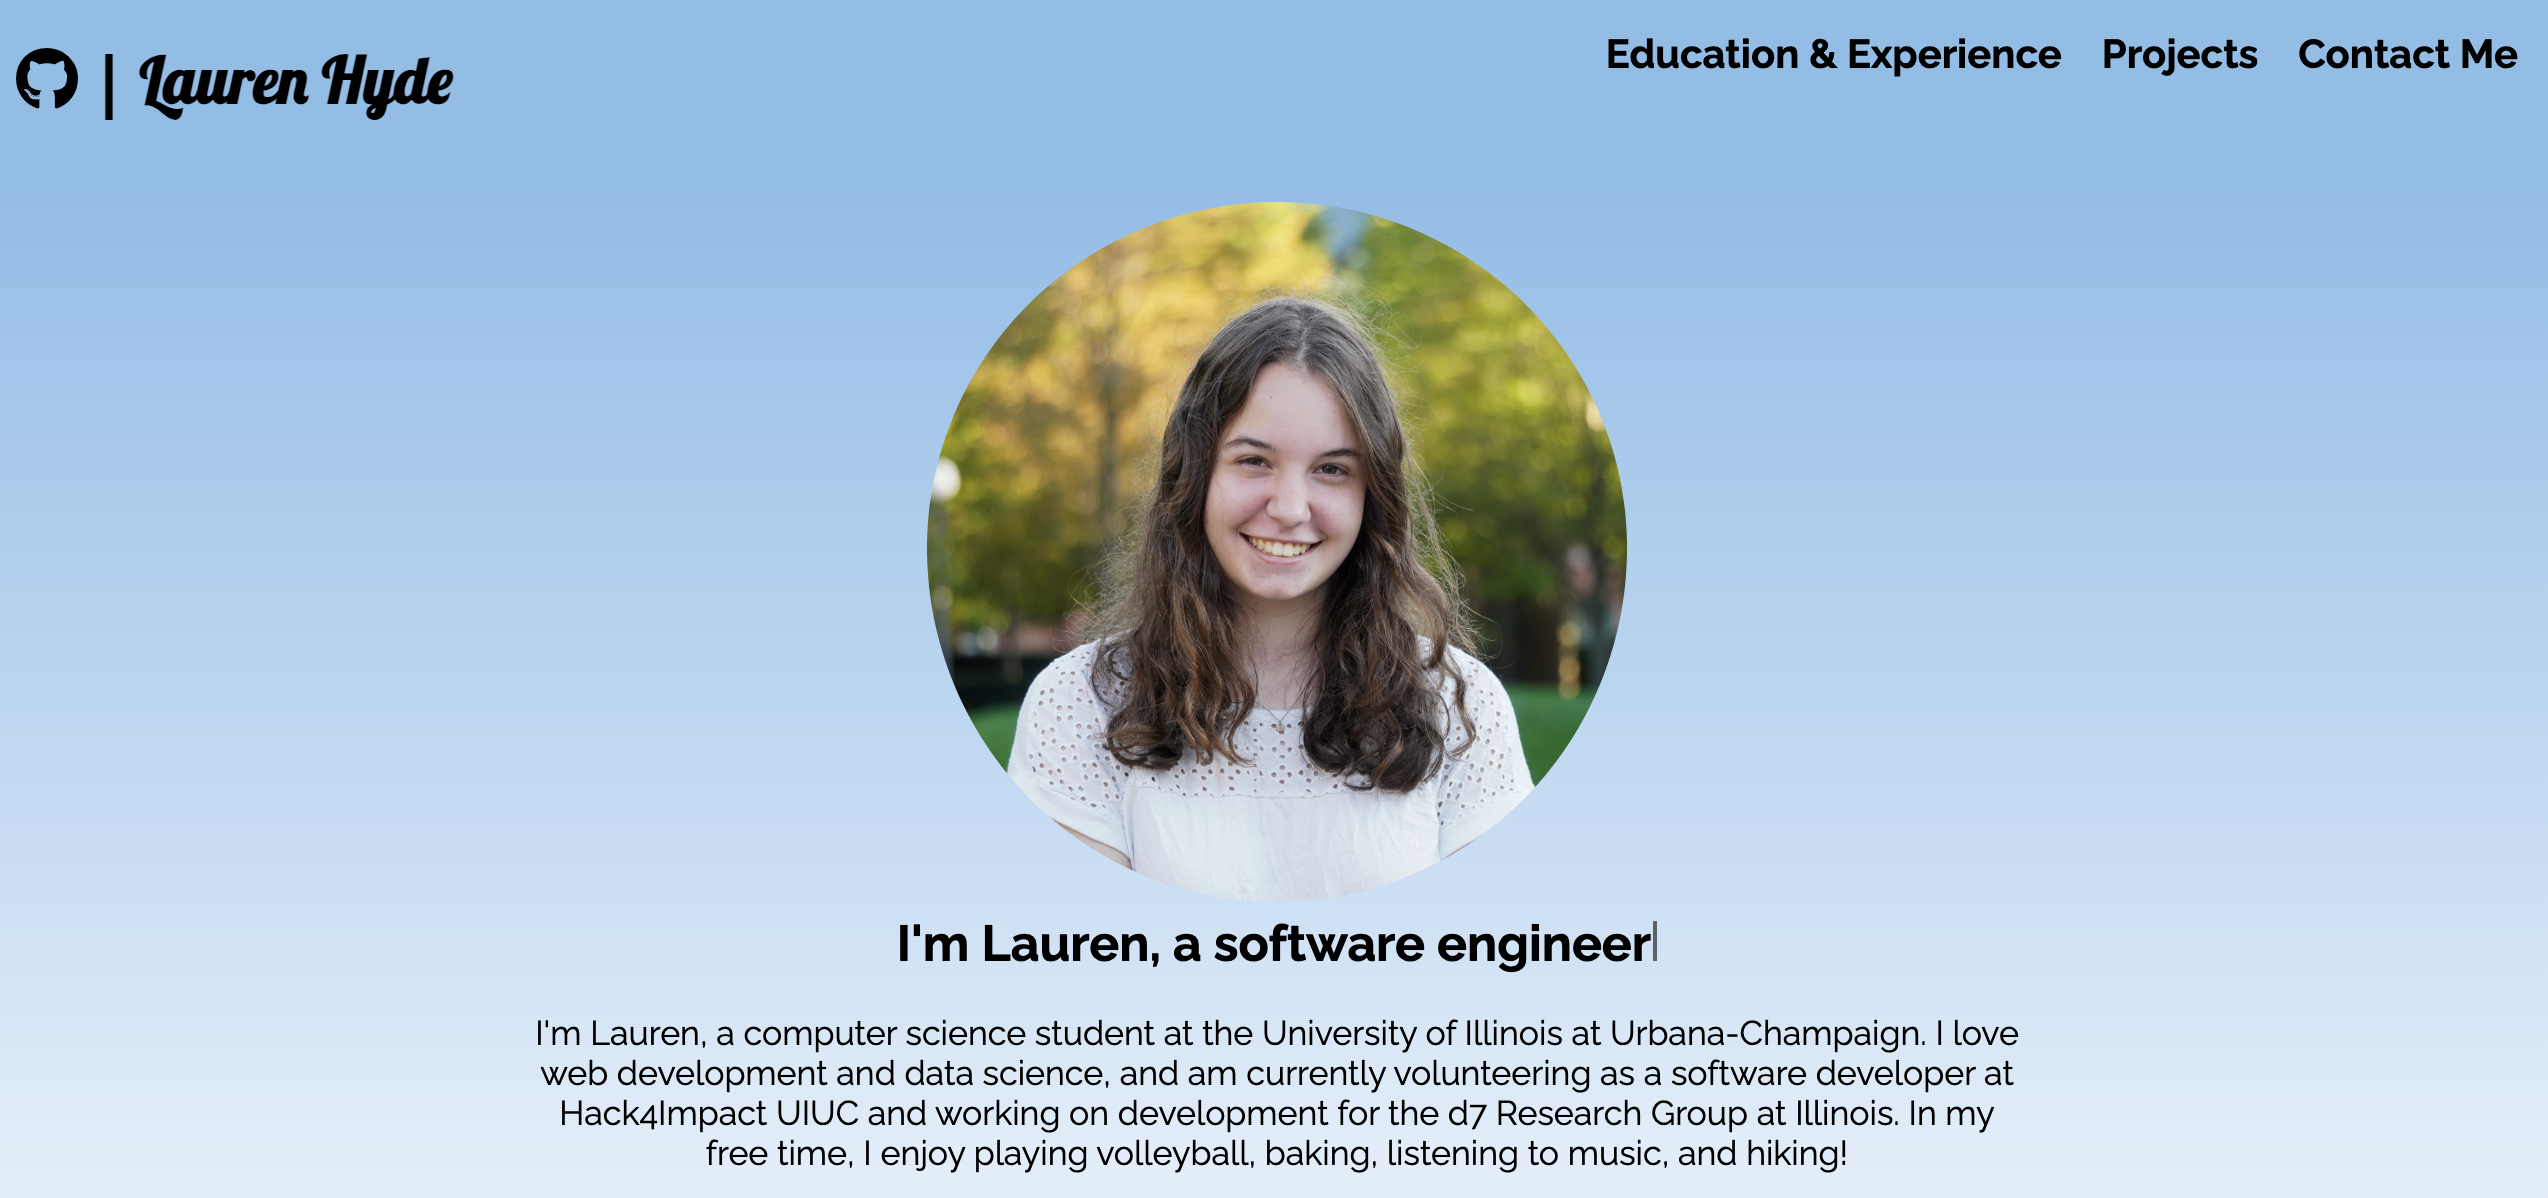 | Lauren Hyde
Education & Experience Projects Contact Me
I'm Lauren, a software engineer
I'm Lauren, a computer science student at the University of Illinois at Urbana-Champaign. I love
web development and data science, and am currently volunteering as a software developer at
Hack4Impact UIUC and working on development for the d7 Research Group at Illinois. In my
free time, I enjoy playing volleyball, baking, listening to music, and hiking!